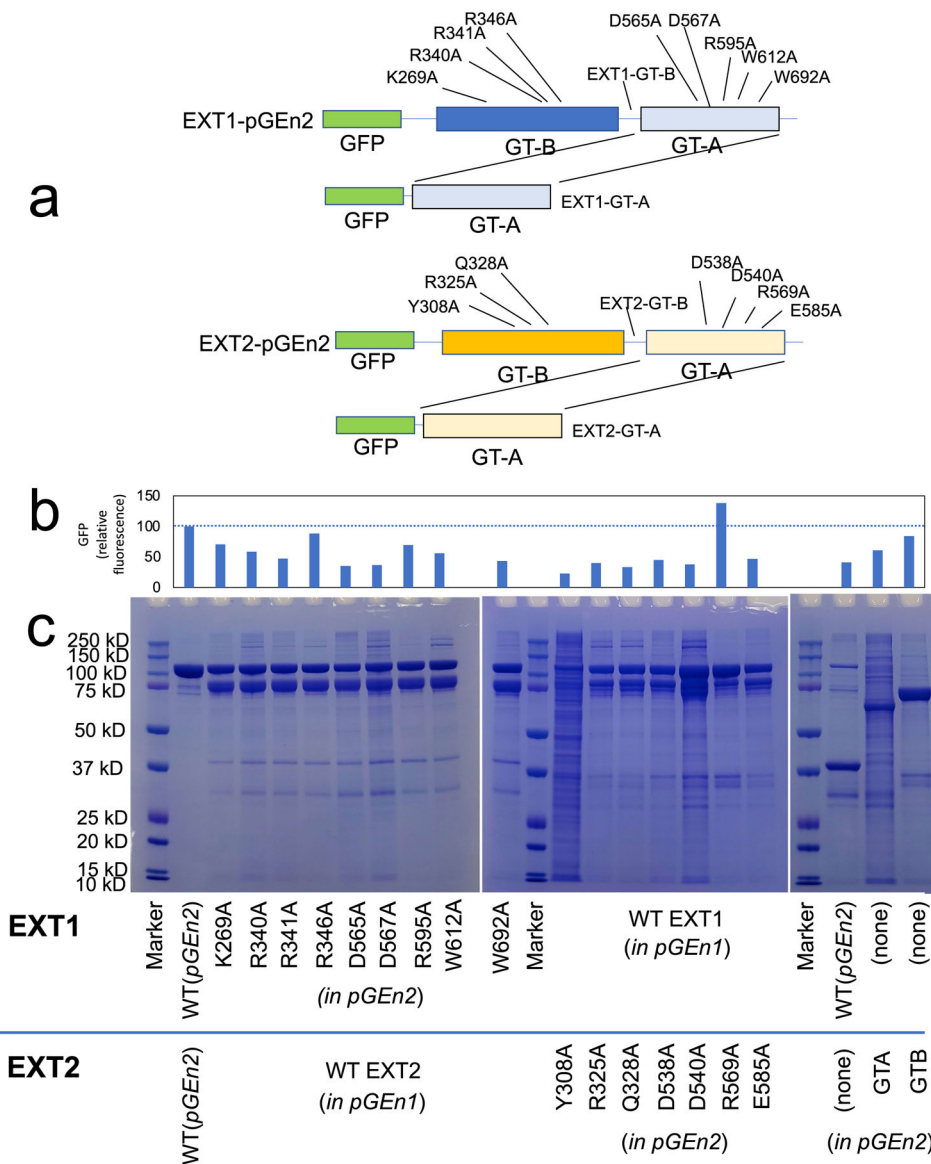 a
R346A
R341A
R340A
K269A
D565A
D567A
R595A
W612A
W692A
EXT1-GT-B
EXT1-pGEn2
GFP
GT-B
GT-A
GFP
GT-A
EXT1-GT-A
Q328A
R325A
Y308A
D538A
D540A
R569A
E585A
EXT2-GT-B
EXT2-pGEn2
GFP
GT-B
GT-A
GFP
GT-A
EXT2-GT-A
b
GFP
(relative
fluorescence)
150
100
50
0
c
250 kD
150 kD
100 kD
75 kD
50 kD
37 kD
25 kD
20 kD
15 kD
10 kD
EXT1
Marker
WT(pGEn2)
K269A
R340A
R341A
R346A
D565A
D567A
R595A
W612A
(in pGEn2)
W692A
Marker
WT EXT1
(in pGEn1)
Marker
WT(pGEn2)
(none)
(none)
EXT2
WT(pGEn2)
WT EXT2
(in pGEn1)
Y308A
R325A
Q328A
D538A
D540A
R569A
E585A
(in pGEn2)
(none)
GTA
GTB
(in pGEn2)